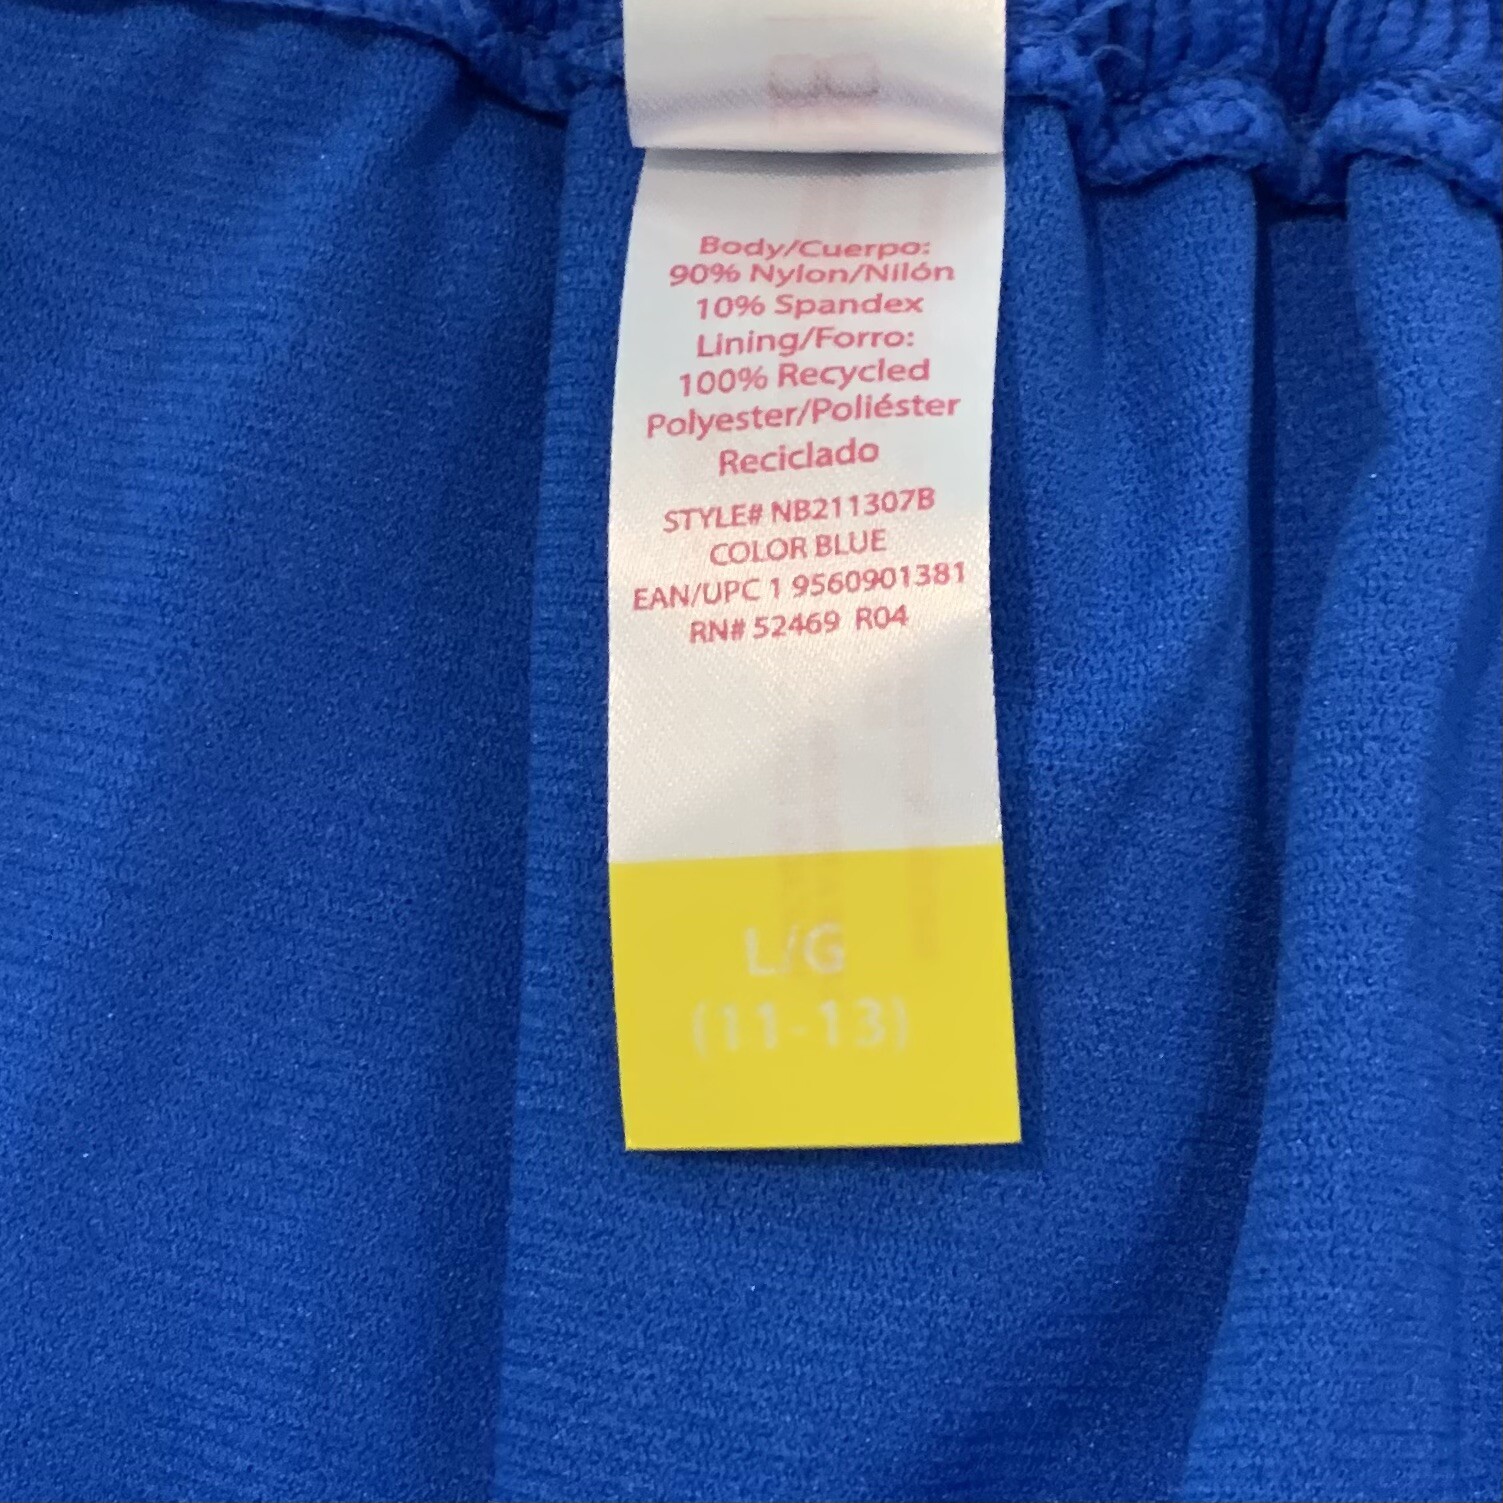 Body/Cuerpo:
90% Nylon/Nilón
10% Spandex
Lining/Forro:
100% Recycled
Polyester/Poliéster
Reciclado
STYLE# NB211307B
COLOR BLUE
EAN/UPC 1 9560901381
RN# 52469 R04
L/G
(11-13)